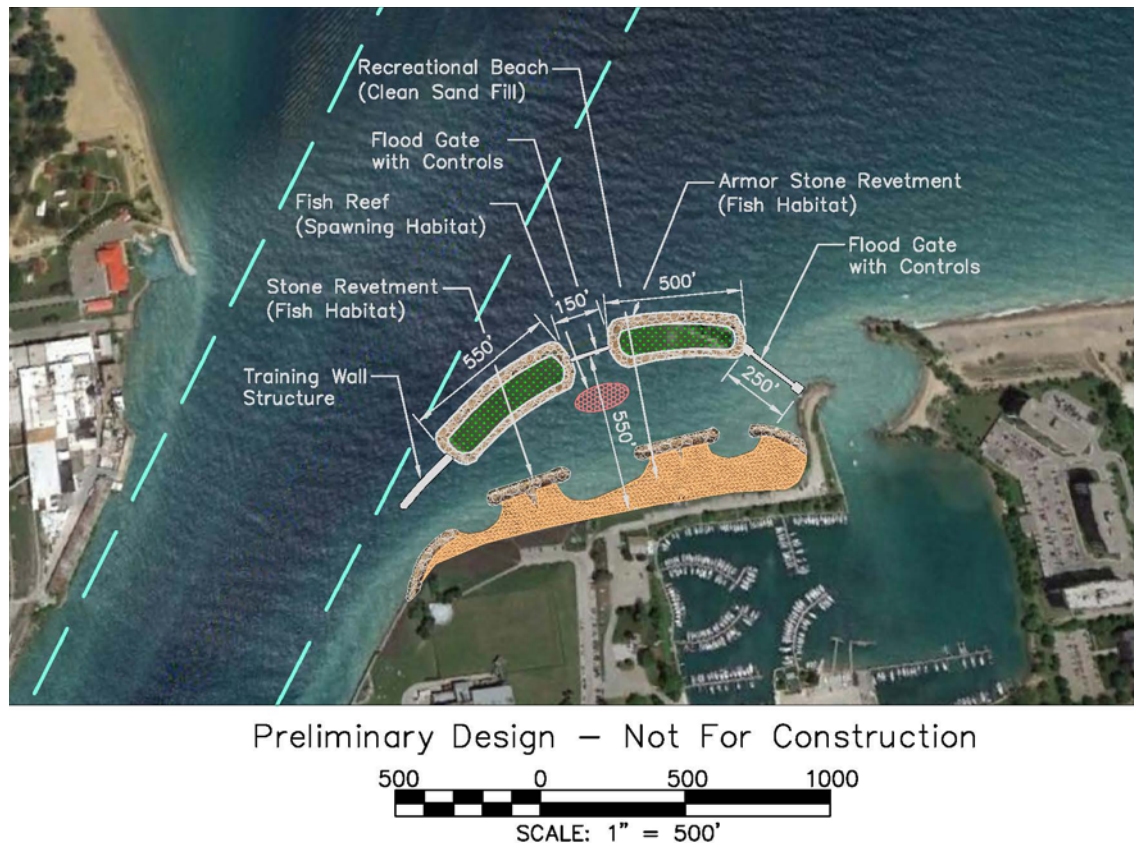 Recreational Beach
(Clean Sand Fill)
Flood Gate
with Controls
Fish Reef
(Spawning Habitat)
Armor Stone Revetment
(Fish Habitat)
Flood Gate
with Controls
Stone Revetment
(Fish Habitat)
150'
500'
550'
Training Wall
Structure
250'
550'
Preliminary Design - Not For Construction
500 0 500 1000
SCALE: 1" = 500'